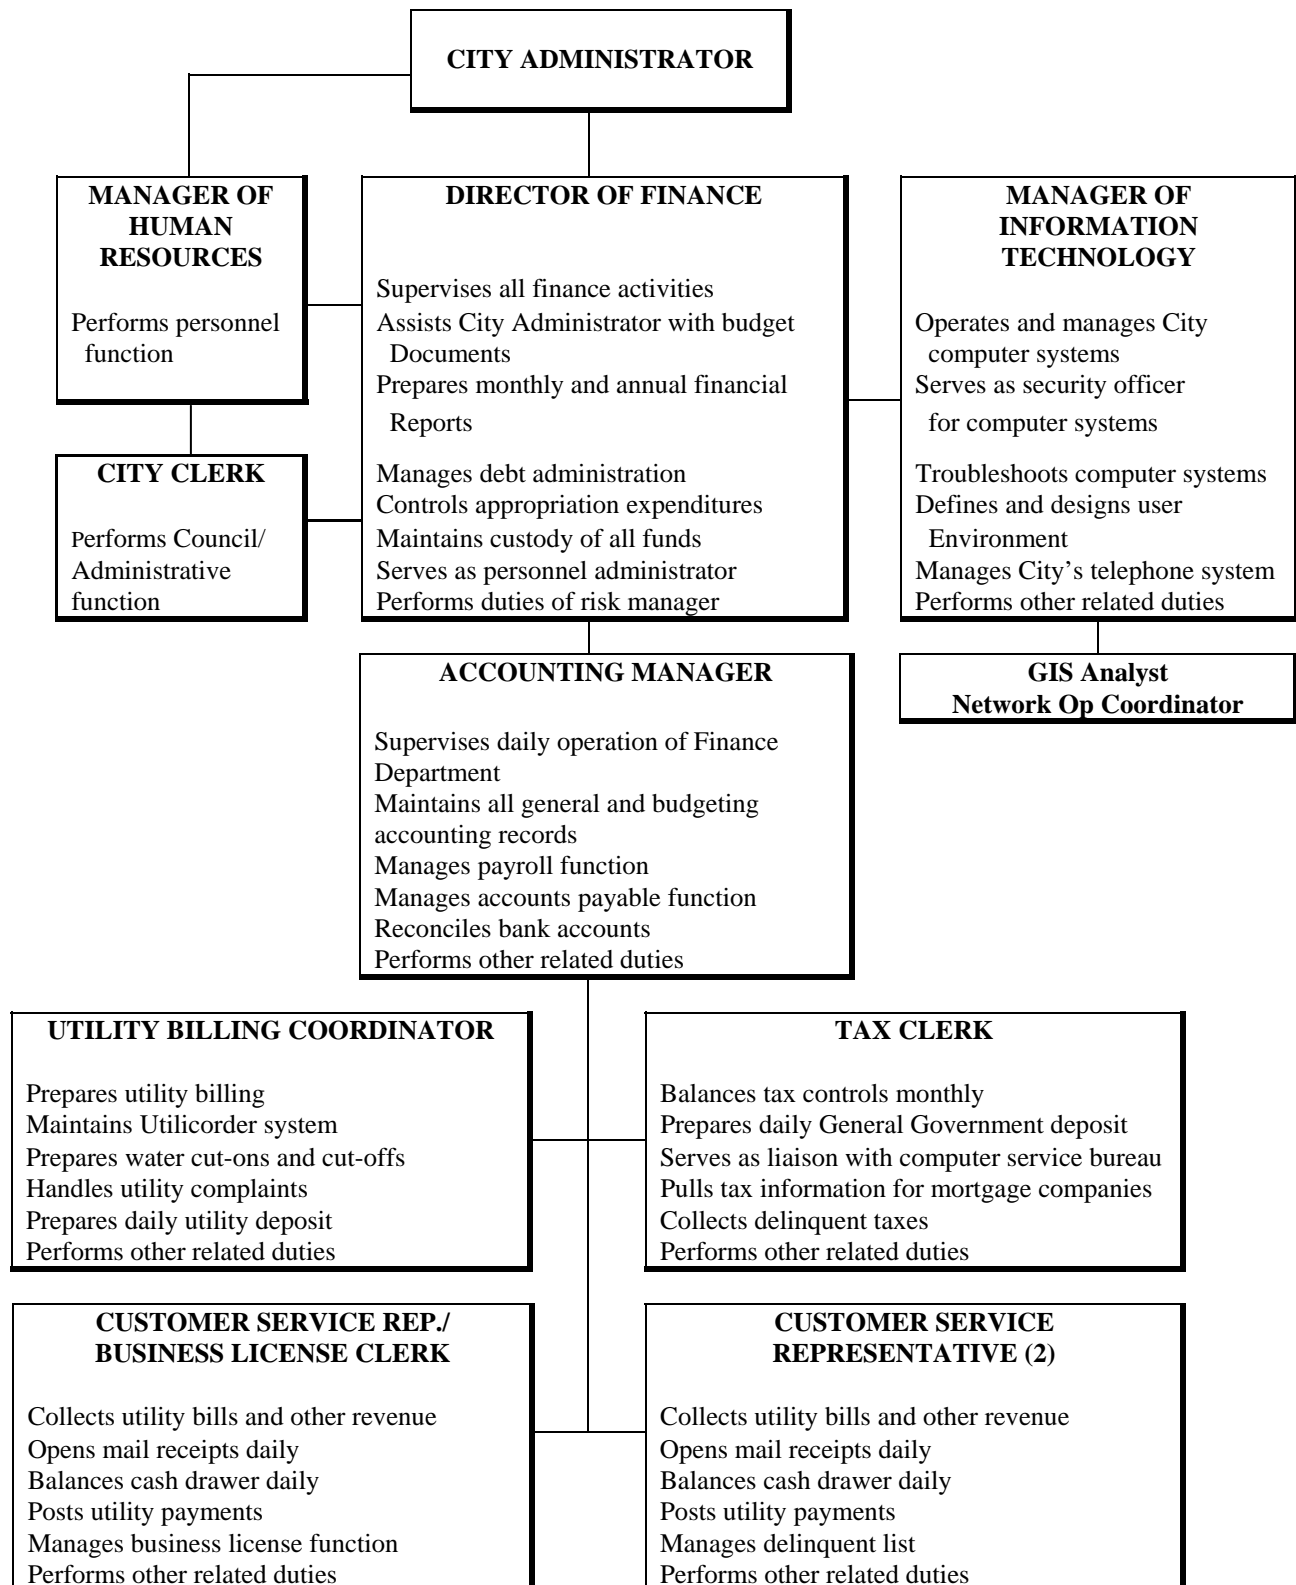 CITY ADMINISTRATOR
MANAGER OF
HUMAN
RESOURCES
Performs personnel
function
DIRECTOR OF FINANCE
Supervises all finance activities
Assists City Administrator with budget
Documents
Prepares monthly and annual financial
Reports
Manages debt administration
Controls appropriation expenditures
Maintains custody of all funds
Serves as personnel administrator
Performs duties of risk manager
MANAGER OF
INFORMATION
TECHNOLOGY
Operates and manages City
computer systems
Serves as security officer
for computer systems
Troubleshoots computer systems
Defines and designs user
Environment
Manages City’s telephone system
Performs other related duties
CITY CLERK
Performs Council/
Administrative
function
ACCOUNTING MANAGER
Supervises daily operation of Finance
Department
Maintains all general and budgeting
accounting records
Manages payroll function
Manages accounts payable function
Reconciles bank accounts
Performs other related duties
GIS Analyst
Network Op Coordinator
UTILITY BILLING COORDINATOR
Prepares utility billing
Maintains Utilicorder system
Prepares water cut-ons and cut-offs
Handles utility complaints
Prepares daily utility deposit
Performs other related duties
TAX CLERK
Balances tax controls monthly
Prepares daily General Government deposit
Serves as liaison with computer service bureau
Pulls tax information for mortgage companies
Collects delinquent taxes
Performs other related duties
CUSTOMER SERVICE REP./
BUSINESS LICENSE CLERK
Collects utility bills and other revenue
Opens mail receipts daily
Balances cash drawer daily
Posts utility payments
Manages business license function
Performs other related duties
CUSTOMER SERVICE
REPRESENTATIVE (2)
Collects utility bills and other revenue
Opens mail receipts daily
Balances cash drawer daily
Posts utility payments
Manages delinquent list
Performs other related duties